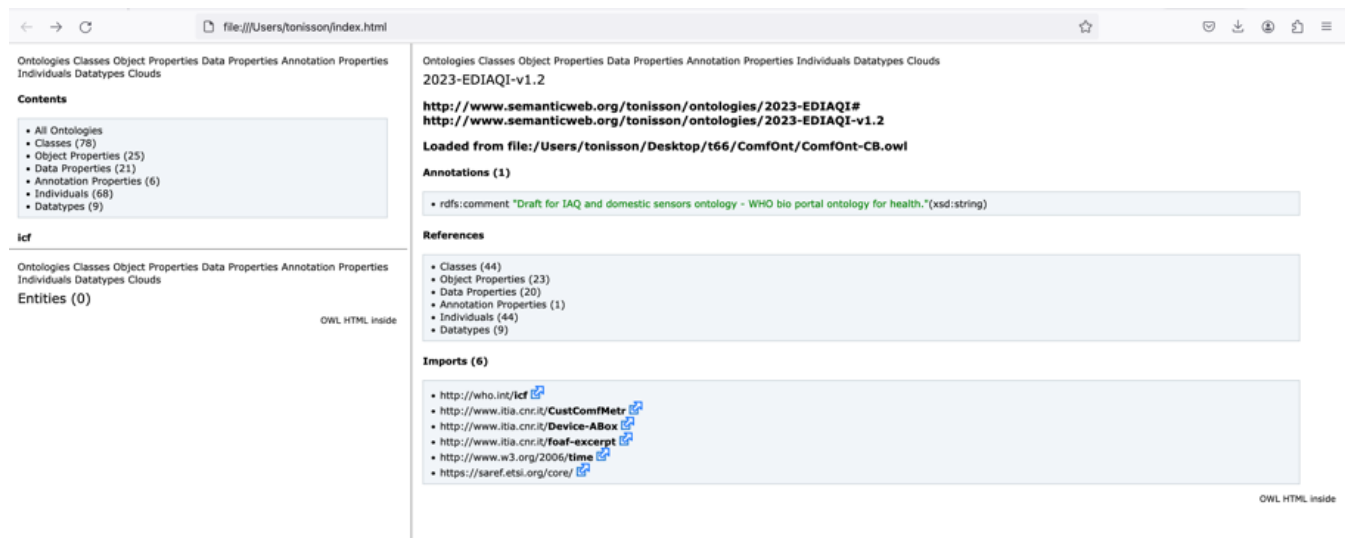 file:///Users/tonisson/index.html
Ontologies Classes Object Properties Data Properties Annotation Properties
Individuals Datatypes Clouds
Contents
• All Ontologies
• Classes (78)
• Object Properties (25)
• Data Properties (21)
• Annotation Properties (6)
• Individuals (68)
• Datatypes (9)
icf
Ontologies Classes Object Properties Data Properties Annotation Properties
Individuals Datatypes Clouds
Entities (0)
OWL HTML inside
Ontologies Classes Object Properties Data Properties Annotation Properties Individuals Datatypes Clouds
2023-EDIAQI-v1.2
http://www.semanticweb.org/tonisson/ontologies/2023-EDIAQI#
http://www.semanticweb.org/tonisson/ontologies/2023-EDIAQI-v1.2
Loaded from file:/Users/tonisson/Desktop/t66/ComfOnt/ComfOnt-CB.owl
Annotations (1)
• rdfs:comment "Draft for IAQ and domestic sensors ontology - WHO bio portal ontology for health."(xsd:string)
References
• Classes (44)
• Object Properties (23)
• Data Properties (20)
• Annotation Properties (1)
• Individuals (44)
• Datatypes (9)
Imports (6)
• http://who.int/icf
• http://www.itia.cnr.it/CustComfMetr
• http://www.itia.cnr.it/Device-ABox
• http://www.itia.cnr.it/foaf-excerpt
• http://www.w3.org/2006/time
• https://saref.etsi.org/core/
OWL HTML inside